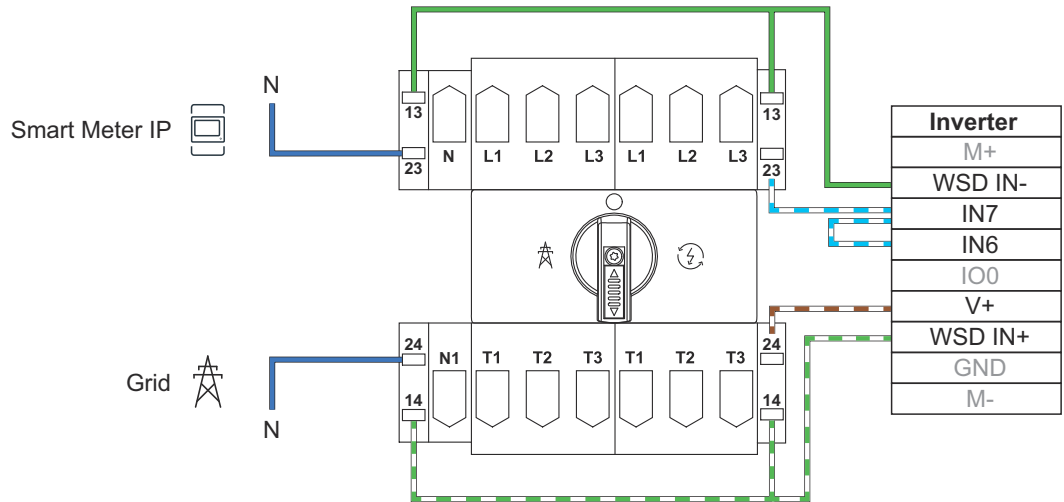 N
Smart Meter IP
13
23
N
L1
L2
L3
L1
L2
L3
13
23
Inverter
M+
WSD IN-
IN7
IN6
IO0
V+
WSD IN+
GND
M-
Grid
N
24
14
N1
T1
T2
T3
T1
T2
T3
24
14